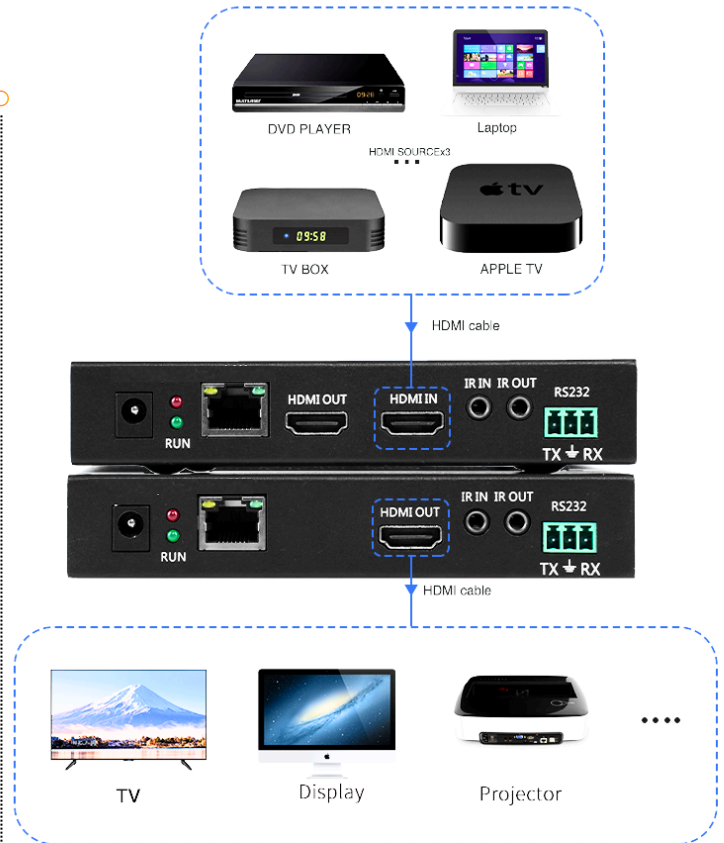 09:26
DVD PLAYER
Laptop
HDMI SOURCEx3
tv
09:58
TV BOX
APPLE TV
HDMI cable
HDMI OUT
HDMI IN
IR IN IR OUT
RS232
RUN
TX RX
HDMI OUT
IR IN IR OUT
RS232
RUN
TX RX
HDMI cable
TV
Display
Projector